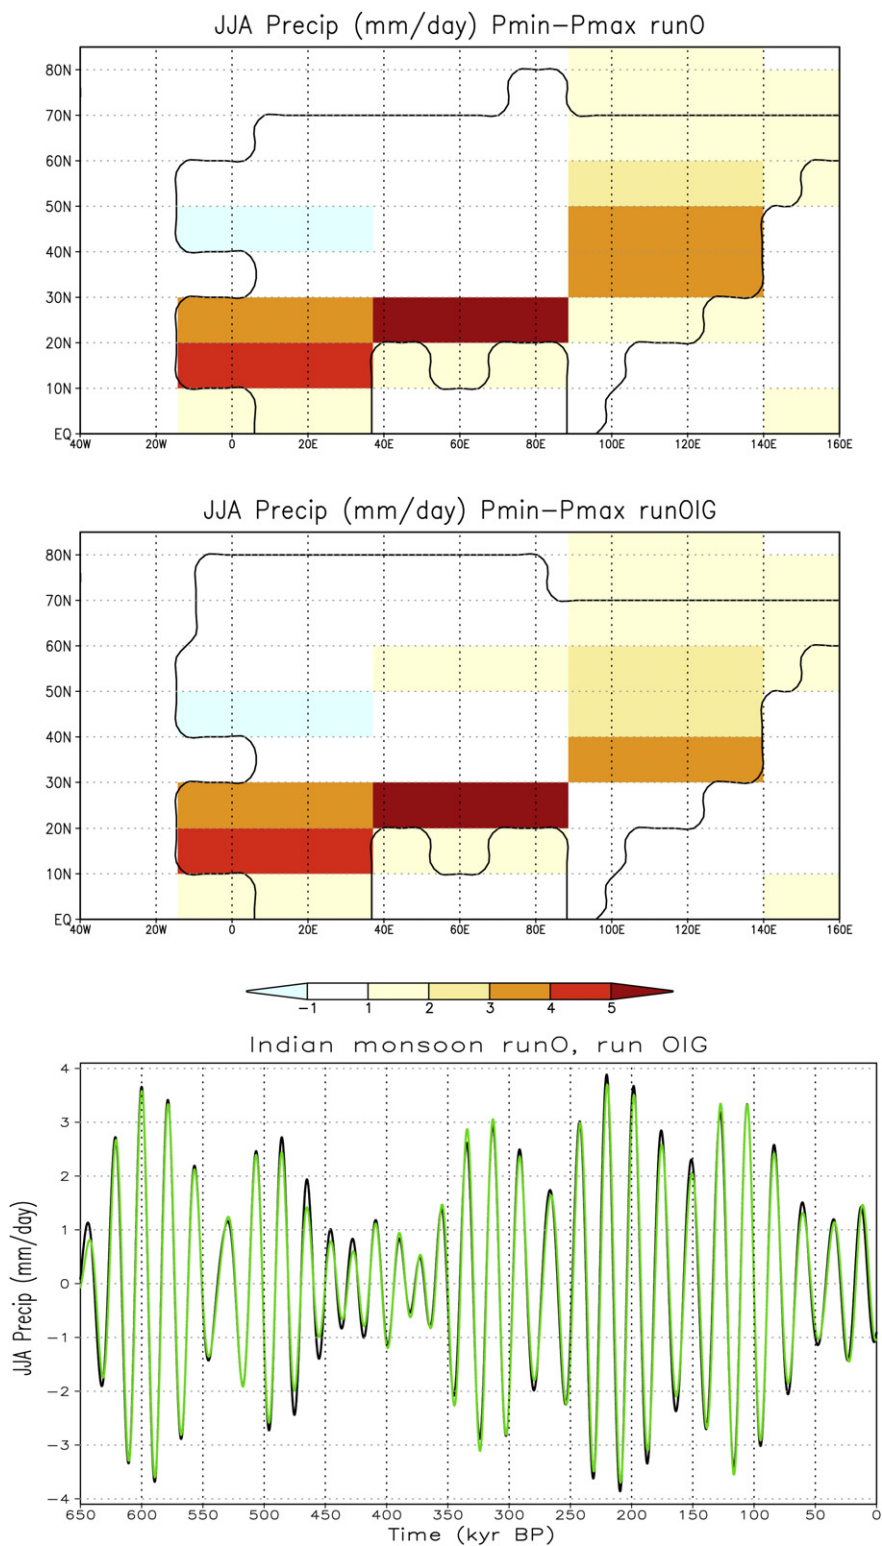 JJA Precip (mm/day) Pmin−Pmax runO
80N
70N
60N
50N
40N
30N
20N
10N
EQ
40W 20W 0 20E 40E 60E 80E 100E 120E 140E 160E
JJA Precip (mm/day) Pmin−Pmax runOIG
80N
70N
60N
50N
40N
30N
20N
10N
EQ
40W 20W 0 20E 40E 60E 80E 100E 120E 140E 160E
−1 1 2 3 4 5
Indian monsoon runO, run OIG
JJA Precip (mm/day)
4
3
2
1
0
−1
−2
−3
−4
650 600 550 500 450 400 350 300 250 200 150 100 50 0
Time (kyr BP)